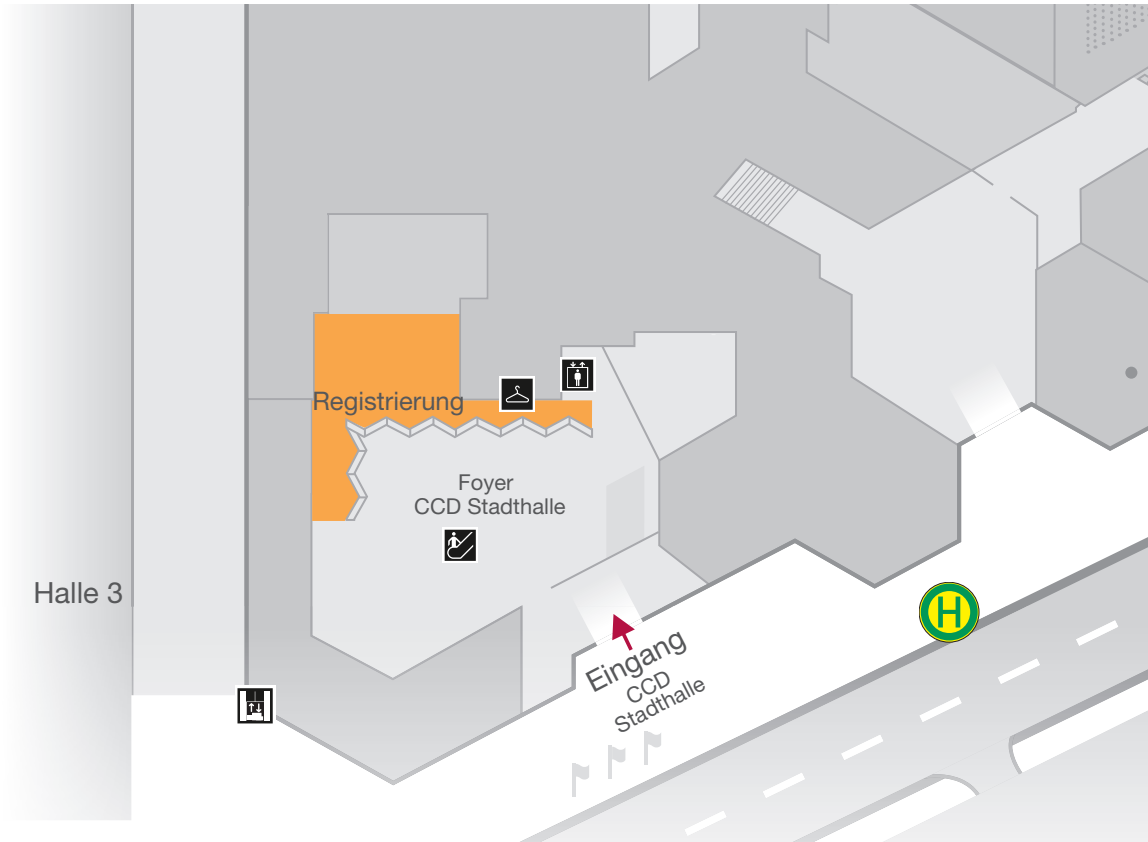 Registrierung
Foyer
CCD Stadthalle
Halle 3
H
Eingang
CCD
Stadthalle